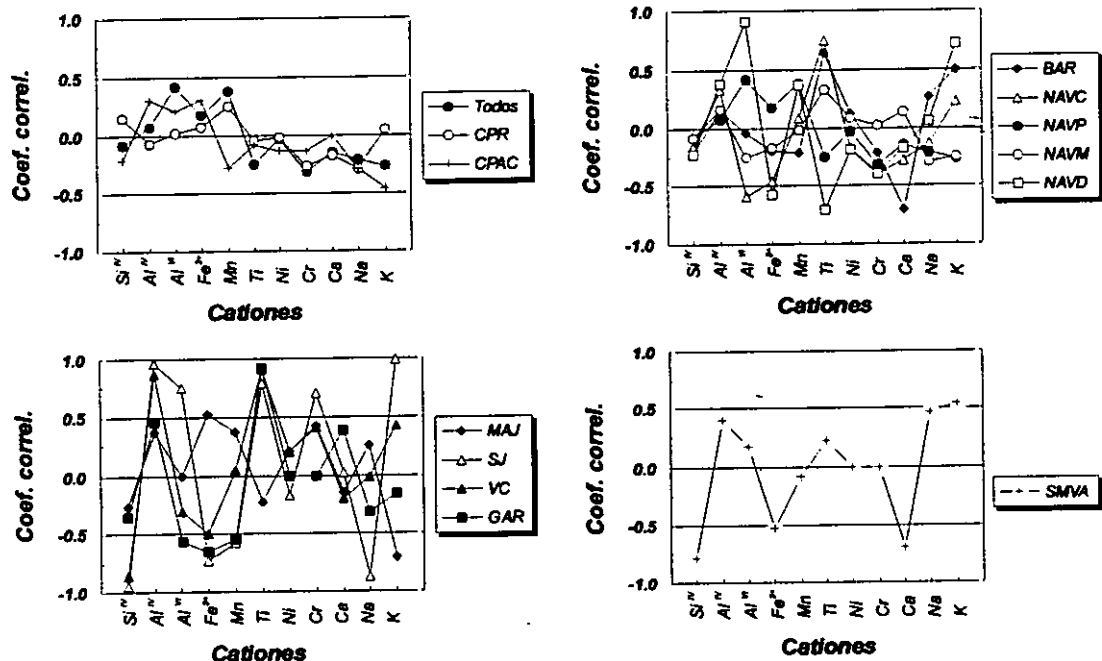 1.0
0.5
0.0
-0.5
-1.0
Coef. correl.
Si IV
Al IV
Al VI
Fe 2+
Mn
Ti
Ni
Cr
Ca
Na
K
Cationes
Todos
CPR
CPAC
1.0
0.5
0.0
-0.5
-1.0
Coef. correl.
Si IV
Al IV
Al VI
Fe 2+
Mn
Ti
Ni
Cr
Ca
Na
K
Cationes
BAR
NAVC
NAVP
NAVM
NAVD
1.0
0.5
0.0
-0.5
-1.0
Coef. correl.
Si IV
Al IV
Al VI
Fe 2+
Mn
Ti
Ni
Cr
Ca
Na
K
Cationes
MAJ
SJ
VC
GAR
1.0
0.5
0.0
-0.5
-1.0
Coef. correl.
Si IV
Al IV
Al VI
Fe 2+
Mn
Ti
Ni
Cr
Ca
Na
K
Cationes
SMVA